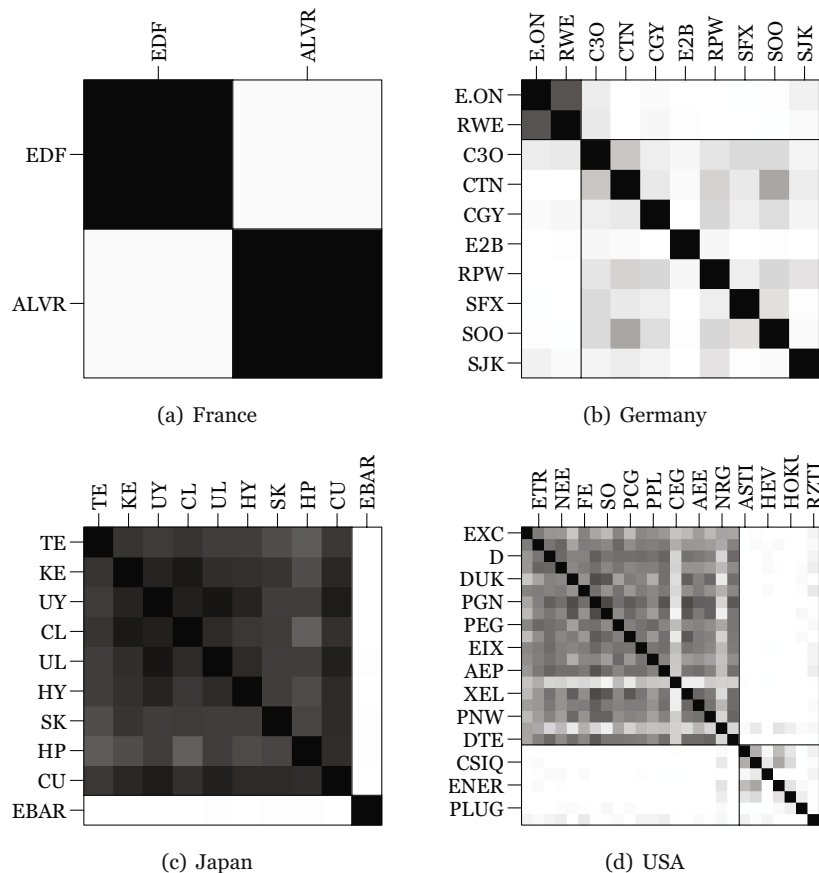 EDF ALVR
EDF
ALVR
(a) France
E.ON RWE C3O CTN CGY E2B RPW SFX SOO SJK
E.ON
RWE
C3O
CTN
CGY
E2B
RPW
SFX
SOO
SJK
(b) Germany
TE KE UY CL UL HY SK HP CU EBAR
TE
KE
UY
CL
UL
HY
SK
HP
CU
EBAR
(c) Japan
ETR NEE FE SO PCG PPL CEG AEE NRG ASTI HEV HOKU
EXC
D
DUK
PGN
PEG
EIX
AEP
XEL
PNW
DTE
CSIQ
ENER
PLUG
(d) USA